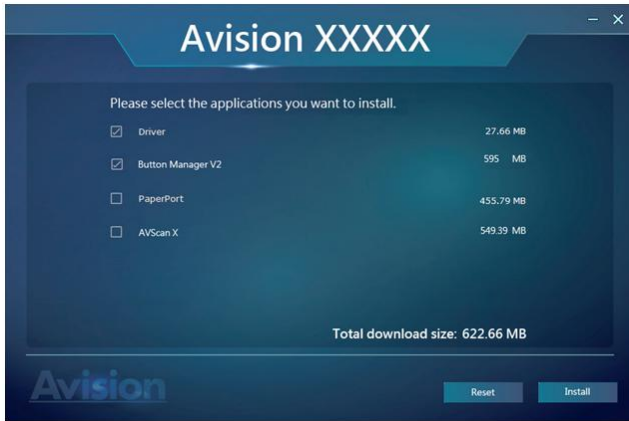 Avision XXXXX
Please select the applications you want to install.
Driver 27.66 MB
Button Manager V2 595 MB
PaperPort 455.79 MB
AVScan X 549.39 MB
Total download size: 622.66 MB
Avision
Reset Install